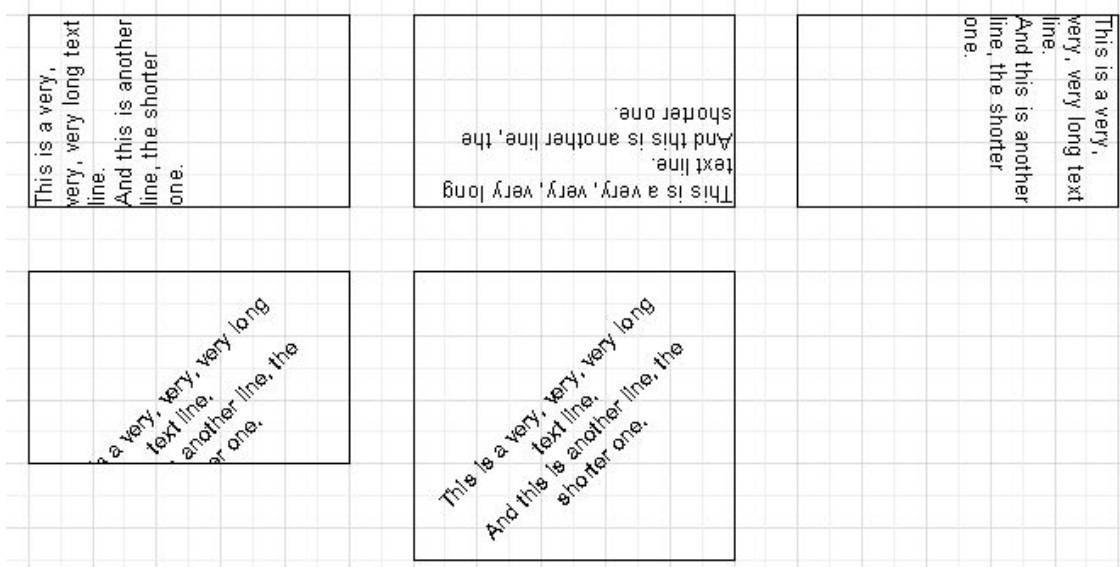 This is a very,
very, very long text
line.
And this is another
line, the shorter
one.
This is a very, very, very long
text line.
And this is another line, the
shorter one.
This is a very,
very, very long text
line.
And this is another
line, the shorter
one.
a very, very, very long
text line.
another line, the
one.
This is a very, very, very long
text line.
And this is another line, the
shorter one.